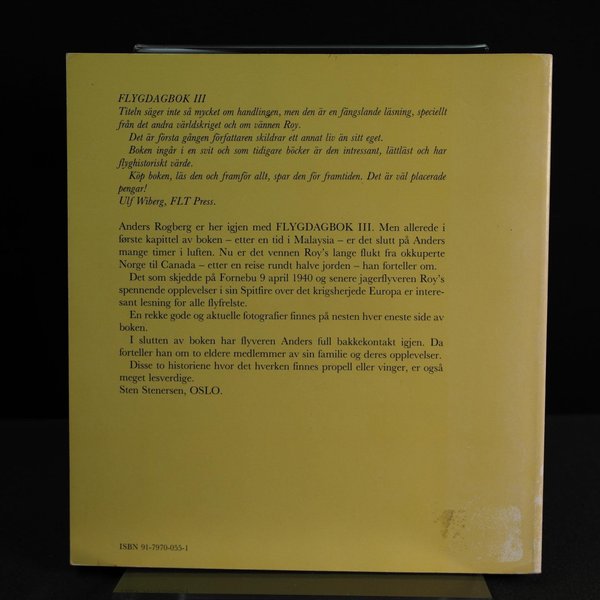 FLYGDAGBOK III
Titeln säger inte så mycket om handlingen, men den är en fängslande läsning, speciellt
från det andra världskriget och om vännen Roy.
Det är första gången författaren skildrar ett annat liv än sitt eget.
Boken ingår i en svit och som tidigare böcker är den intressant, lättläst och har
flyghistoriskt värde.
Köp boken, läs den och framför allt, spar den för framtiden. Det är väl placerade
pengar!
Ulf Wiberg, FLT Press.
Anders Rogberg er her igjen med FLYGDAGBOK III. Men allerede i
første kapittel av boken – etter en tid i Malaysia – er det slutt på Anders
mange timer i luften. Nu er det vennen Roy's lange flukt fra okkuperte
Norge til Canada – etter en reise rundt halve jorden – han forteller om.
Det som skjedde på Fornebu 9 april 1940 og senere jagerflyveren Roy's
spennende opplevelser i sin Spitfire over det krigsherjede Europa er intere-
sant lesning for alle flyfrelste.
En rekke gode og aktuelle fotografier finnes på nesten hver eneste side av
boken.
I slutten av boken har flyveren Anders full bakkekontakt igjen. Da
forteller han om to eldre medlemmer av sin familie og deres opplevelser.
Disse to historiene hvor det hverken finnes propell eller vinger, er også
meget lesverdige.
Sten Stenersen, OSLO.
ISBN 91-7970-055-1